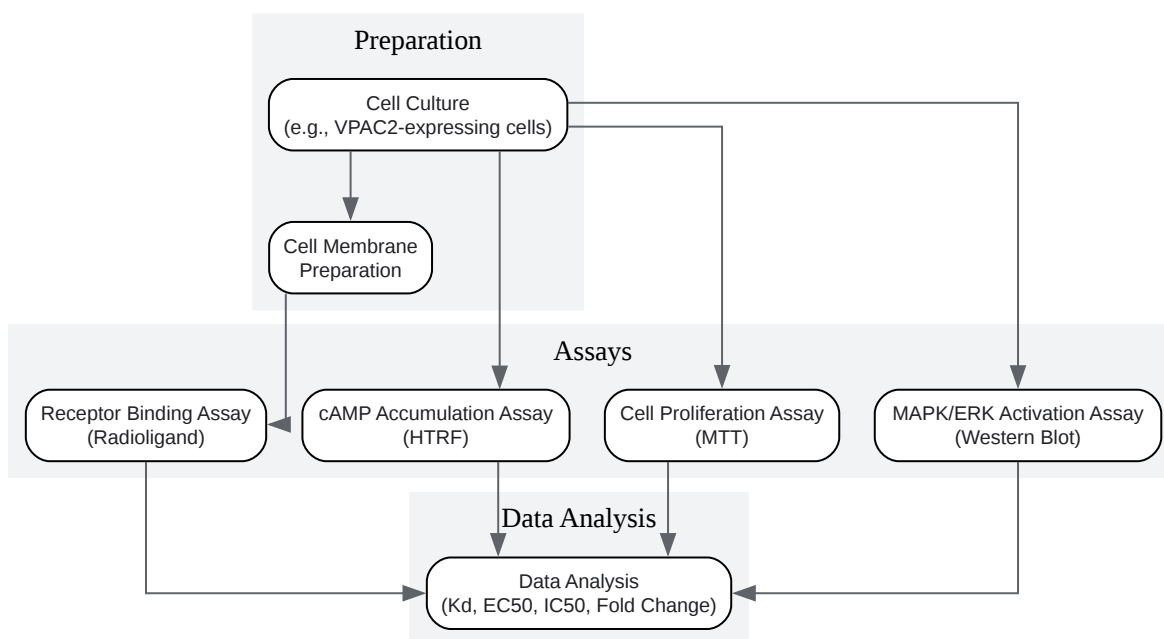 Preparation
Cell Culture
(e.g., VPAC2-expressing cells)
Cell Membrane
Preparation
Assays
Receptor Binding Assay
(Radioligand)
cAMP Accumulation Assay
(HTRF)
Cell Proliferation Assay
(MTT)
MAPK/ERK Activation Assay
(Western Blot)
Data Analysis
Data Analysis
(Kd, EC50, IC50, Fold Change)